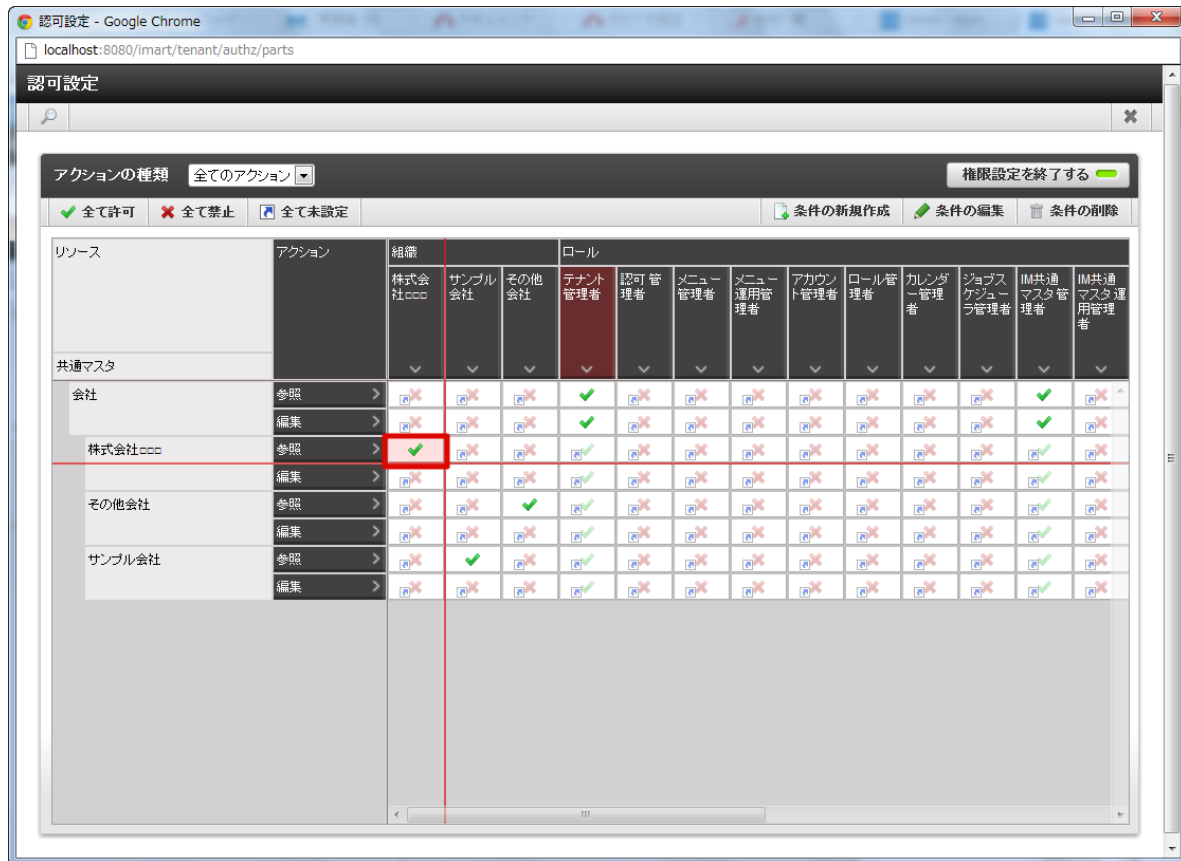 認可設定 - Google Chrome
localhost:8080/imart/tenant/authz/parts
認可設定
アクションの種類 全てのアクション 権限設定を終了する
全て許可 全て禁止 全て未設定 条件の新規作成 条件の編集 条件の削除
リソース アクション 組織 ロール
株式会社□□□ サンプル会社 その他会社 テナント管理者 認可管理者 メニュー管理者 メニュー運用管理者 アカウント管理者 ロール管理者 カレンダー管理者 ジョブスケジューラ管理者 IM共通マスタ管理者 IM共通マスタ運用管理者
共通マスタ
会社 参照
編集
株式会社□□□ 参照
編集
その他会社 参照
編集
サンプル会社 参照
編集